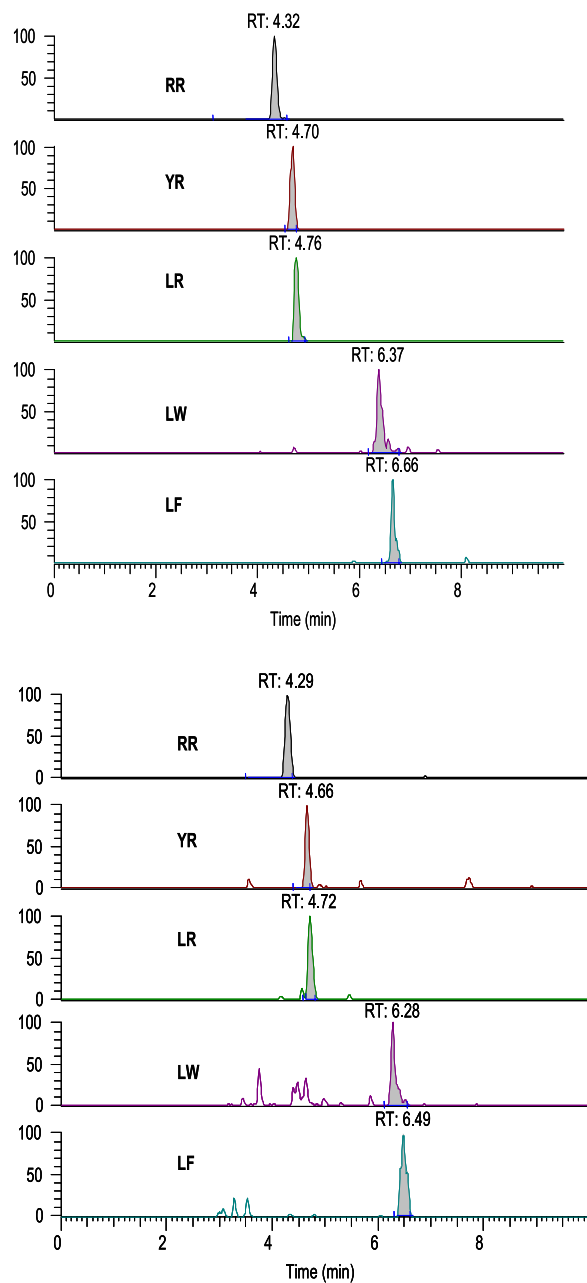 RT: 4.32
100
50
RR
RT: 4.70
100
50
YR
RT: 4.76
100
50
LR
RT: 6.37
100
50
LW
RT: 6.66
100
50
LF
0 2 4 6 8
Time (min)
RT: 4.29
100
50
0
RR
RT: 4.66
100
50
0
YR
RT: 4.72
100
50
0
LR
RT: 6.28
100
50
0
LW
RT: 6.49
100
50
0
LF
0 2 4 6 8
Time (min)